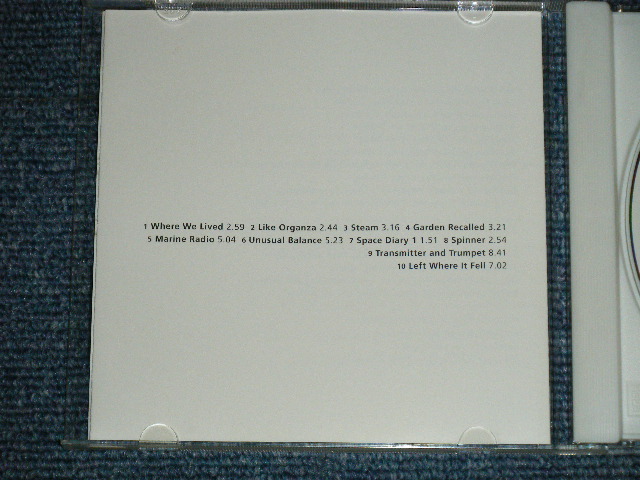 1 Where We Lived 2.59 2 Like Organza 2.44 3 Steam 3.16 4 Garden Recalled 3.21
5 Marine Radio 5.04 6 Unusual Balance 5.23 7 Space Diary 1 1.51 8 Spinner 2.54
9 Transmitter and Trumpet 8.41
10 Left Where It Fell 7.02